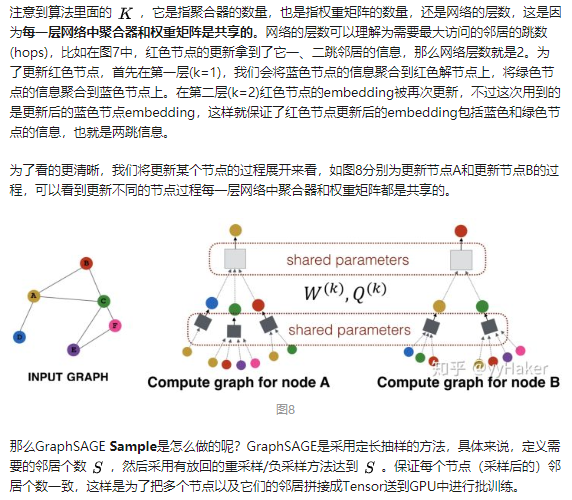 注意到算法里面的 K ，它是指聚合器的数量，也是指权重矩阵的数量，还是网络的层数，这是因
为每一层网络中聚合器和权重矩阵是共享的。网络的层数可以理解为需要最大访问的邻居的跳数
(hops)，比如在图7中，红色节点的更新拿到了它一、二跳邻居的信息，那么网络层数就是2。为
了更新红色节点，首先在第一层(k=1)，我们会将蓝色节点的信息聚合到红色解节点上，将绿色节
点的信息聚合到蓝色节点上。在第二层(k=2)红色节点的embedding被再次更新，不过这次用到的
是更新后的蓝色节点embedding，这样就保证了红色节点更新后的embedding包括蓝色和绿色节
点的信息，也就是两跳信息。
为了看的更清晰，我们将更新某个节点的过程展开来看，如图8分别为更新节点A和更新节点B的过
程，可以看到更新不同的节点过程每一层网络中聚合器和权重矩阵都是共享的。
A
B
C
D
E
F
INPUT GRAPH
shared parameters
W(k), Q(k)
shared parameters
Compute graph for node A
Compute graph for node B
知乎 @yyHaker
图8
那么GraphSAGE Sample是怎么做的呢？GraphSAGE是采用定长抽样的方法，具体来说，定义需
要的邻居个数 S ，然后采用有放回的重采样/负采样方法达到 S 。保证每个节点（采样后的）邻
居个数一致，这样是为了把多个节点以及它们的邻居拼接成Tensor送到GPU中进行批训练。